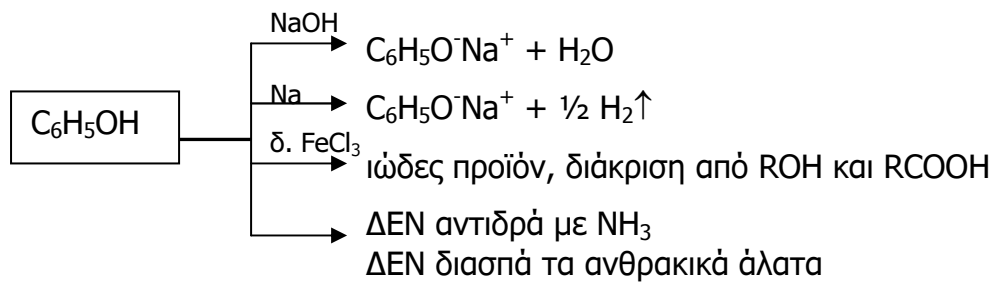 NaOH
C₆H₅O⁻Na⁺ + H₂O
Na
C₆H₅O⁻Na⁺ + ½ H₂↑
C₆H₅OH
δ. FeCl₃
ιώδες προϊόν, διάκριση από ROH και RCOOH
ΔΕΝ αντιδρά με NH₃
ΔΕΝ διασπά τα ανθρακικά άλατα